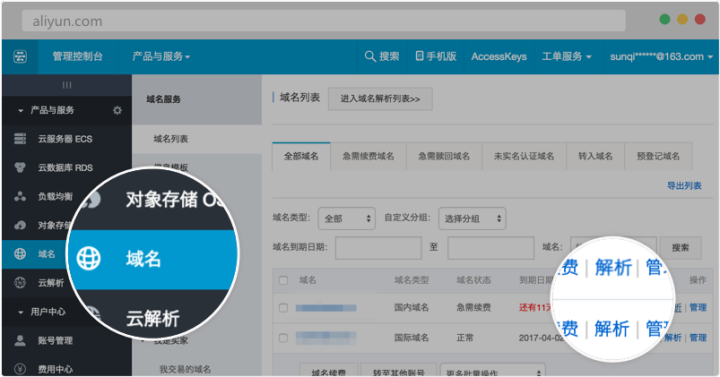 aliyun.com
管理控制台 产品与服务 搜索 手机版 AccessKeys 工单服务 sunqi******@163.com
产品与服务
云服务器 ECS
云数据库 RDS
负载均衡
对象存储
域名
云解析
用户中心
账号管理
费用中心
域名服务
域名列表
我是买家
我交易的域名
对象存储 OS
域名
云解析
域名列表 进入域名解析列表>>
全部域名 急需续费域名 急需赎回域名 未实名认证域名 转入域名 预登记域名
导出列表
域名类型: 全部 自定义分组: 选择分组
域名到期日期: 至 域名: 搜索
域名 域名类型 域名状态 到期日期 操作
国内域名 急需续费 还有11天 管理
国际域名 正常 2017-04-02 解析 | 管理
费 | 解析 | 管
费 | 解析 | 管
域名续费 转至其他账号 更多批量操作